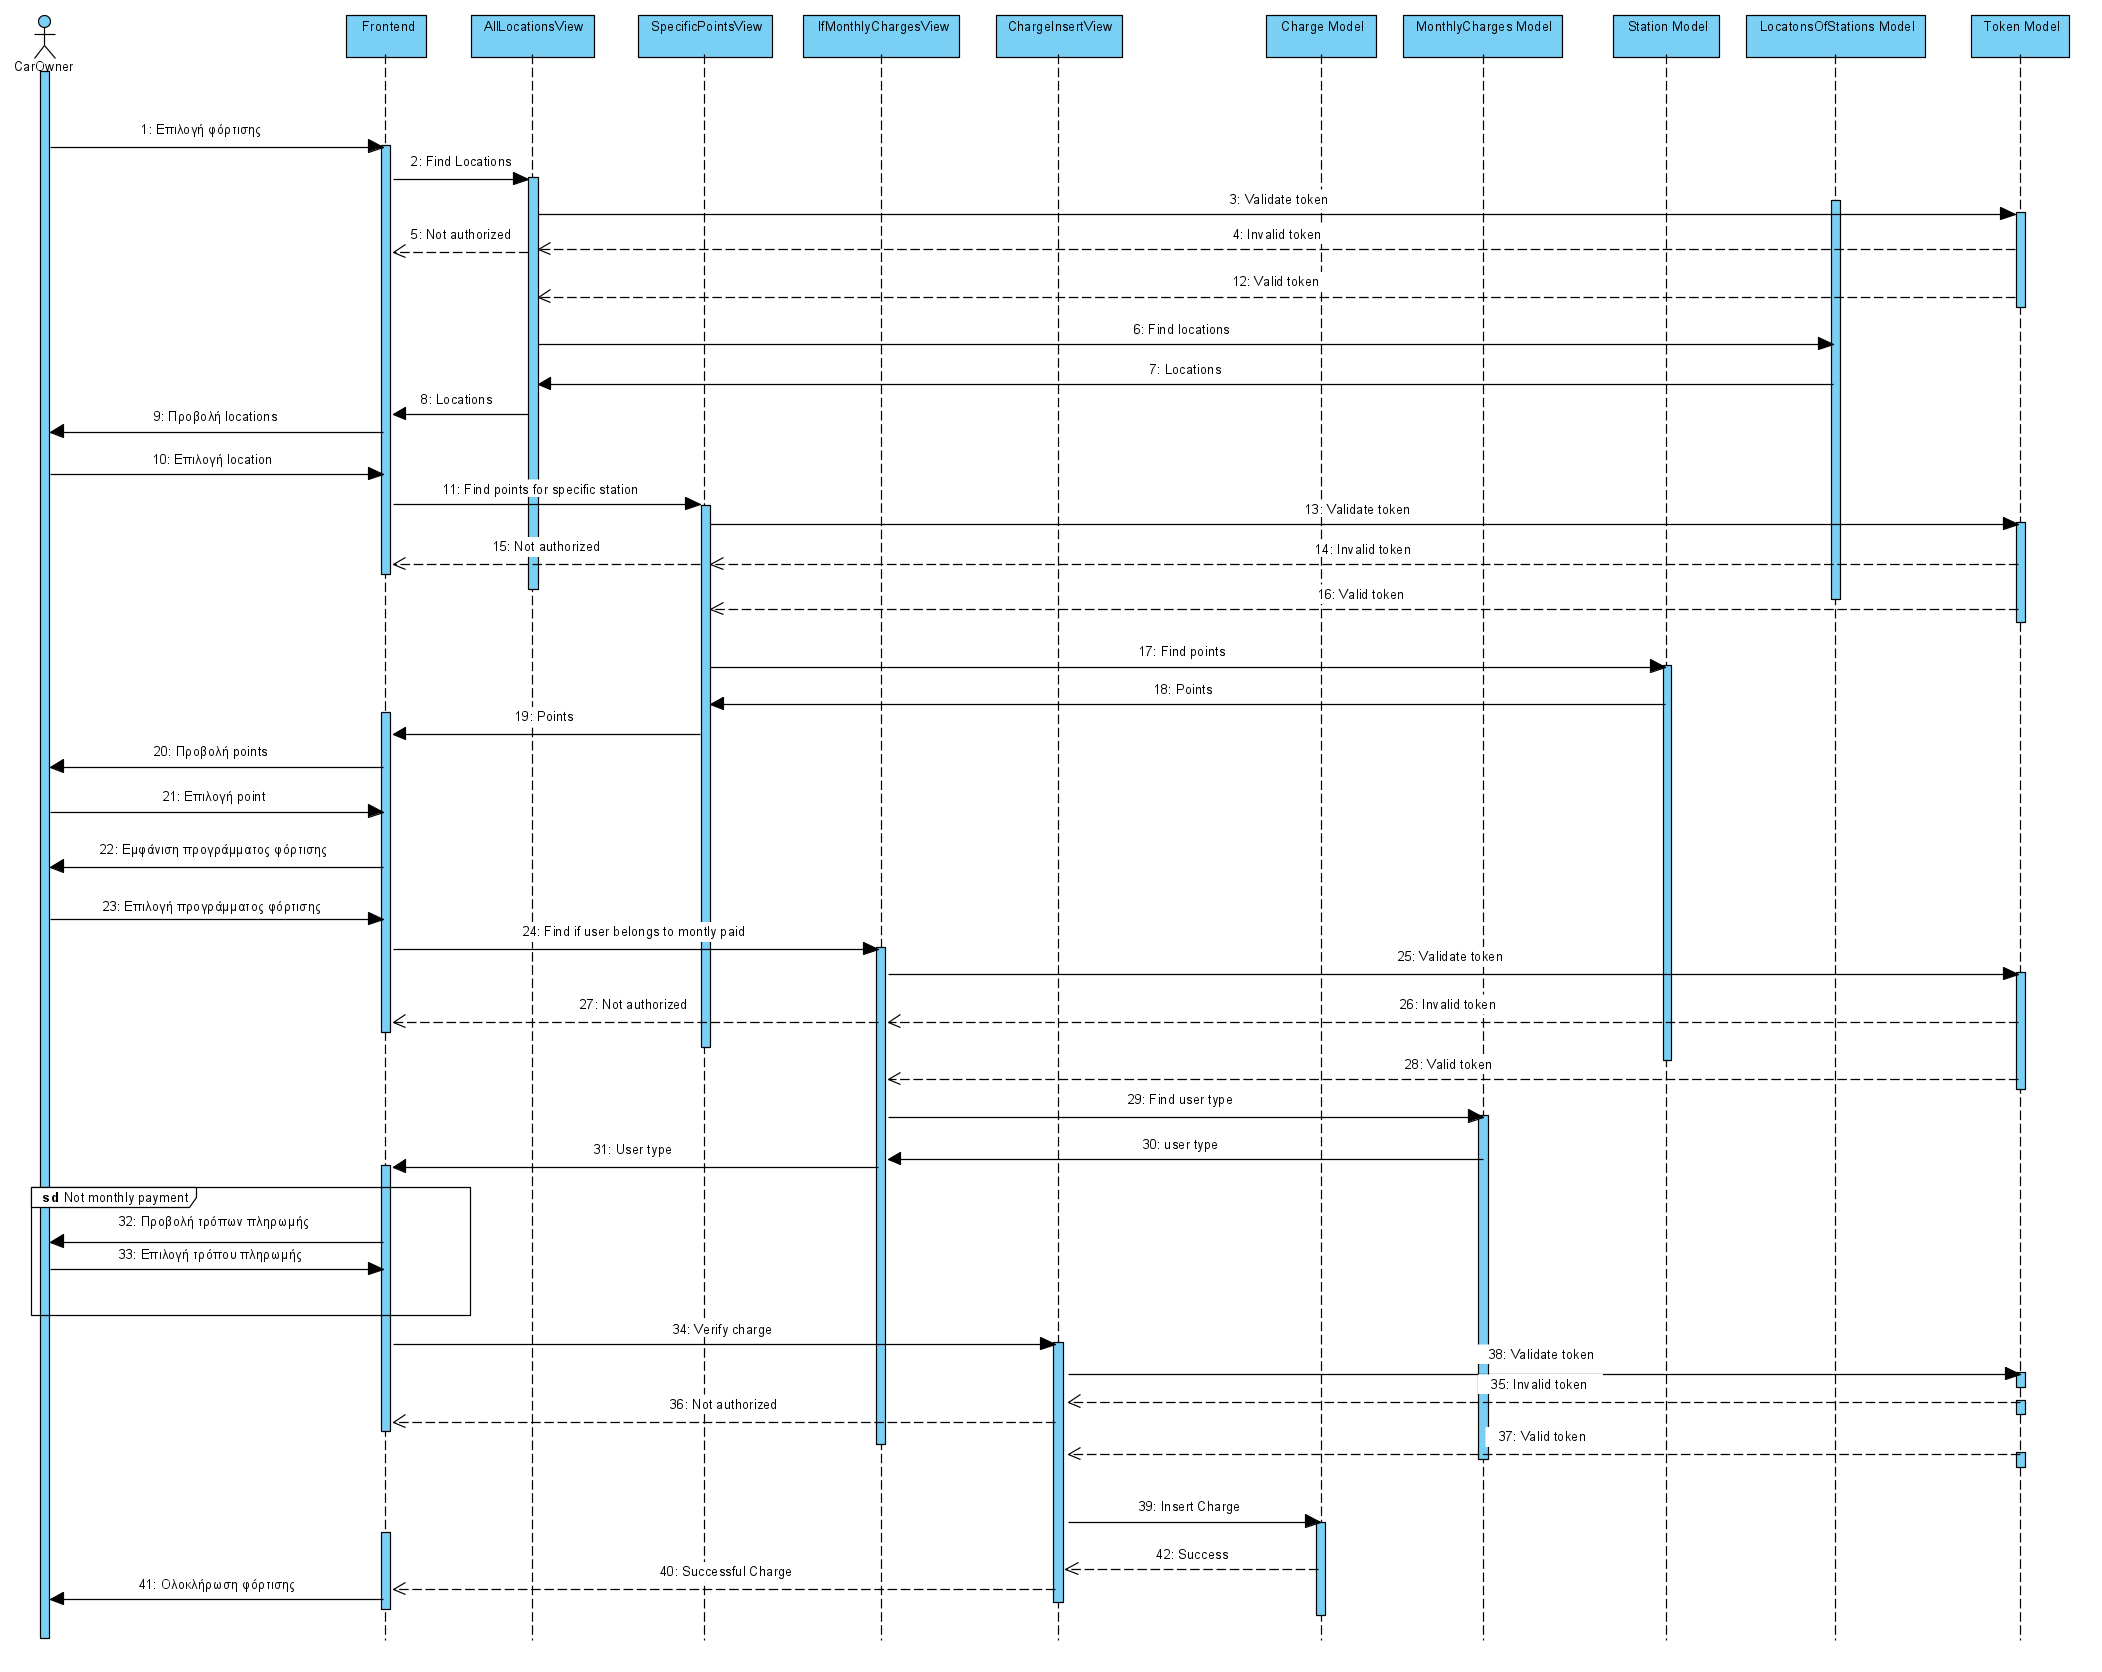 CarOwner
Frontend
AllLocationsView
SpecificPointsView
IfMonthlyChargesView
ChargeInsertView
Charge Model
MonthlyCharges Model
Station Model
LocatonsOfStations Model
Token Model
1: Επιλογή φόρτισης
2: Find Locations
3: Validate token
5: Not authorized
4: Invalid token
12: Valid token
6: Find locations
7: Locations
8: Locations
9: Προβολή locations
10: Επιλογή location
11: Find points for specific station
13: Validate token
15: Not authorized
14: Invalid token
16: Valid token
17: Find points
18: Points
19: Points
20: Προβολή points
21: Επιλογή point
22: Εμφάνιση προγράμματος φόρτισης
23: Επιλογή προγράμματος φόρτισης
24: Find if user belongs to montly paid
25: Validate token
27: Not authorized
26: Invalid token
28: Valid token
29: Find user type
30: user type
31: User type
sd Not monthly payment
32: Προβολή τρόπων πληρωμής
33: Επιλογή τρόπου πληρωμής
34: Verify charge
38: Validate token
35: Invalid token
36: Not authorized
37: Valid token
39: Insert Charge
42: Success
40: Successful Charge
41: Ολοκλήρωση φόρτισης